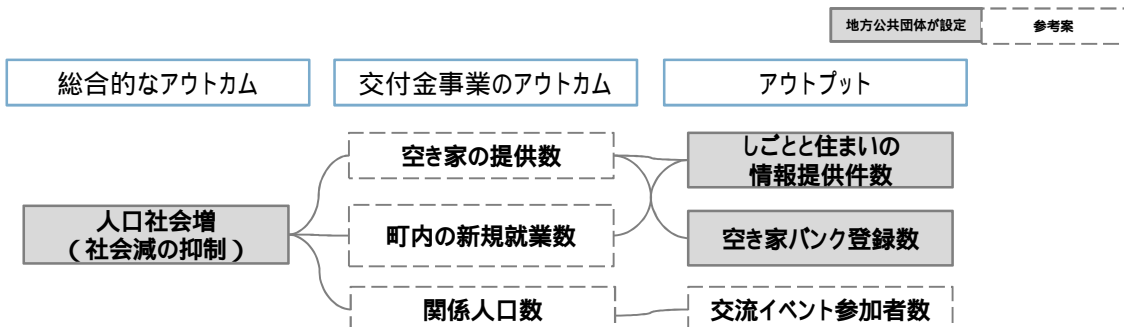 地方公共団体が設定
参考案
総合的なアウトカム
交付金事業のアウトカム
アウトプット
空き家の提供数
しごとと住まいの
情報提供件数
人口社会増
(社会減の抑制)
町内の新規就業数
空き家バンク登録数
関係人口数
交流イベント参加者数